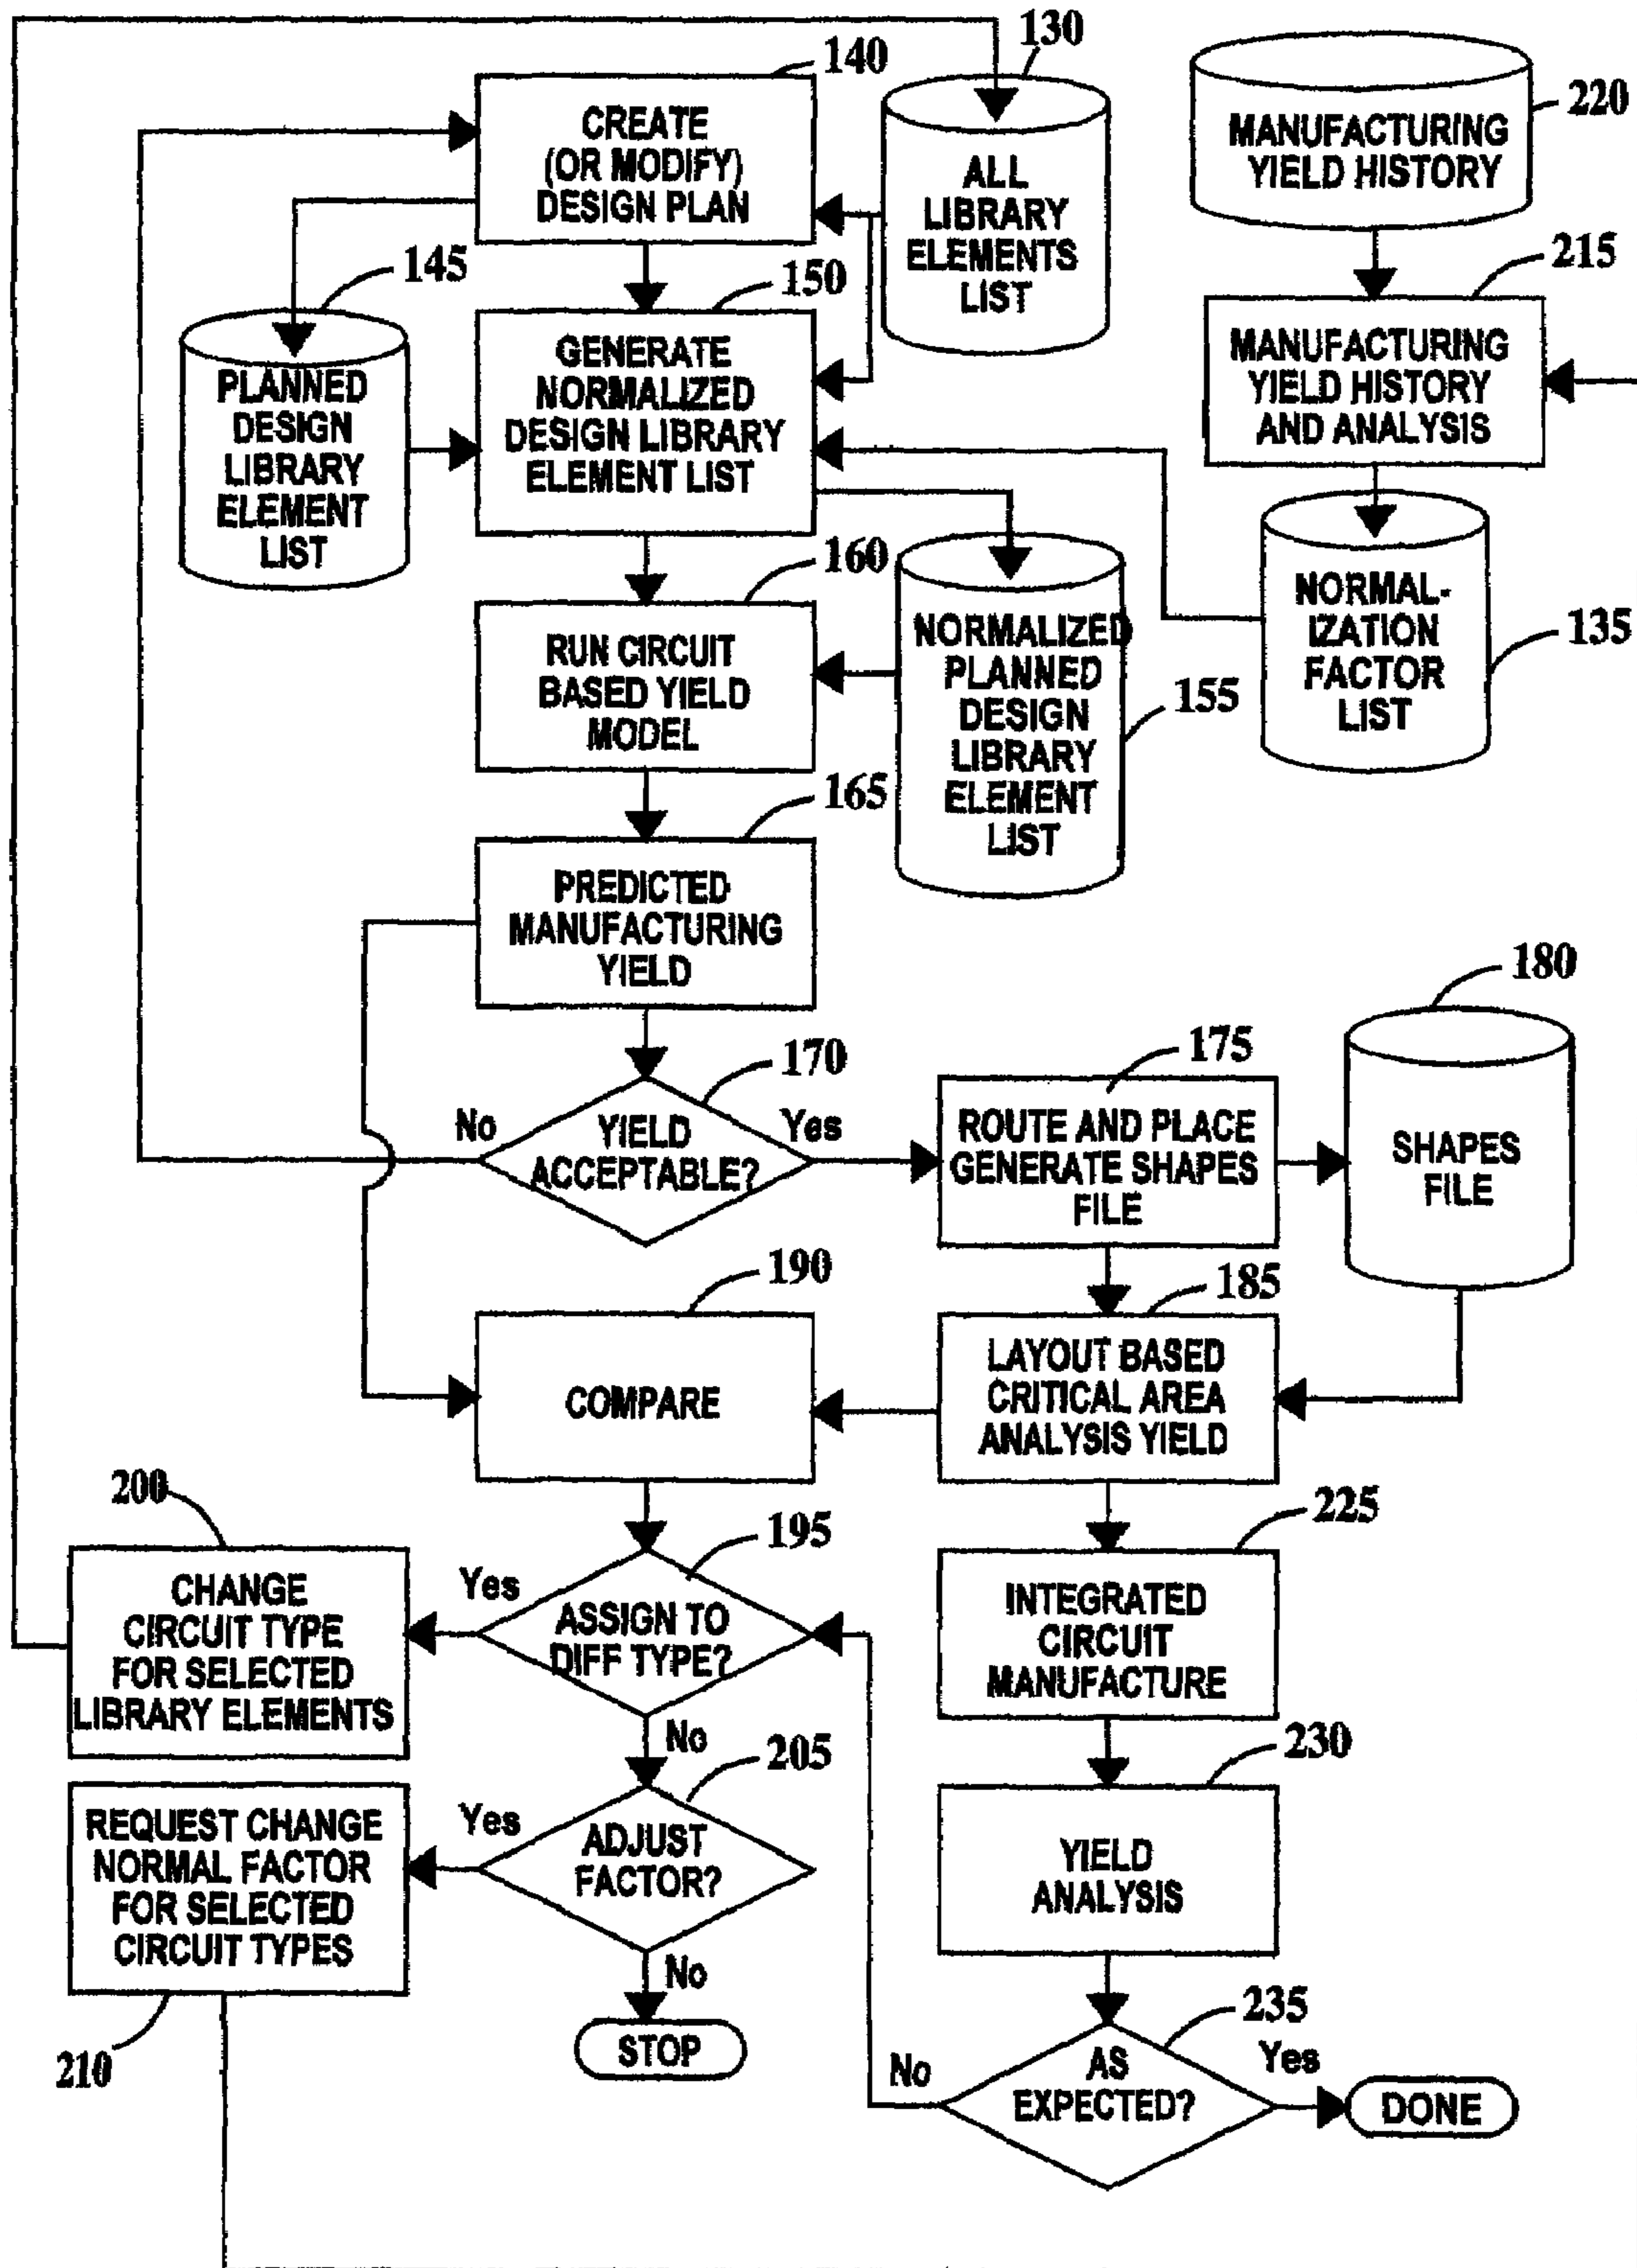 140
CREATE
(OR MODIFY)
DESIGN PLAN
130
ALL
LIBRARY
ELEMENTS
LIST
220
MANUFACTURING
YIELD HISTORY
215
MANUFACTURING
YIELD HISTORY
AND ANALYSIS
145
PLANNED
DESIGN
LIBRARY
ELEMENT
LIST
150
GENERATE
NORMALIZED
DESIGN LIBRARY
ELEMENT LIST
160
RUN CIRCUIT
BASED YIELD
MODEL
NORMALIZED
PLANNED
DESIGN
LIBRARY
ELEMENT
LIST
155
NORMAL-
IZATION
FACTOR
LIST
135
165
PREDICTED
MANUFACTURING
YIELD
170
No
YIELD
ACCEPTABLE?
Yes
175
ROUTE AND PLACE
GENERATE SHAPES
FILE
180
SHAPES
FILE
190
COMPARE
185
LAYOUT BASED
CRITICAL AREA
ANALYSIS YIELD
200
CHANGE
CIRCUIT TYPE
FOR SELECTED
LIBRARY ELEMENTS
195
Yes
ASSIGN TO
DIFF TYPE?
No
225
INTEGRATED
CIRCUIT
MANUFACTURE
205
Yes
ADJUST
FACTOR?
No
REQUEST CHANGE
NORMAL FACTOR
FOR SELECTED
CIRCUIT TYPES
210
STOP
230
YIELD
ANALYSIS
235
No
AS
EXPECTED?
Yes
DONE